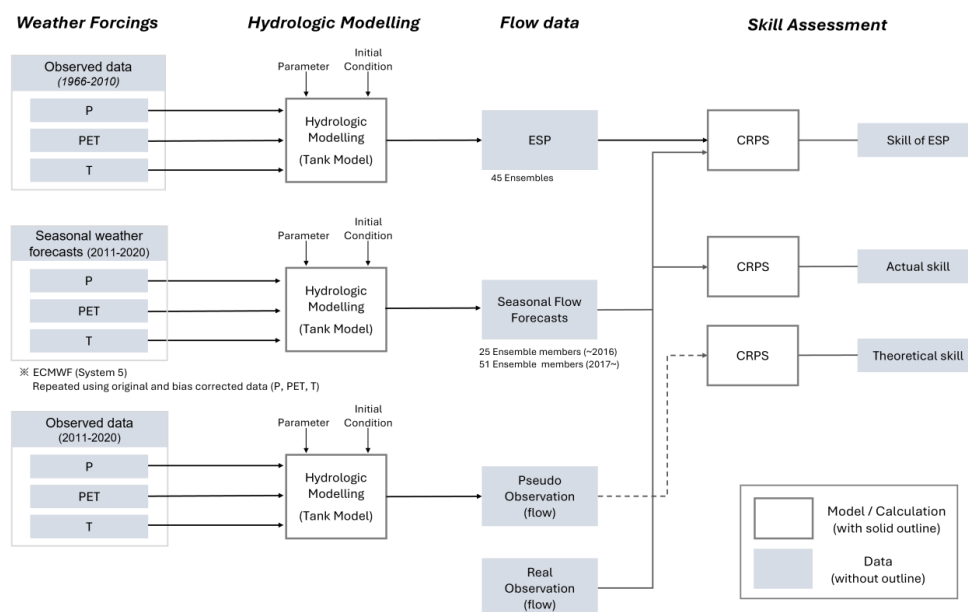 Weather Forcings
Hydrologic Modelling
Flow data
Skill Assessment
Observed data
(1966-2010)
P
PET
T
Parameter
Initial
Condition
Hydrologic
Modelling
(Tank Model)
ESP
45 Ensembles
CRPS
Skill of ESP
Seasonal weather
forecasts (2011-2020)
P
PET
T
※ ECMWF (System 5)
Repeated using original and bias corrected data (P, PET, T)
Parameter
Initial
Condition
Hydrologic
Modelling
(Tank Model)
Seasonal Flow
Forecasts
25 Ensemble members (~2016)
51 Ensemble members (2017~)
CRPS
Actual skill
CRPS
Theoretical skill
Observed data
(2011-2020)
P
PET
T
Parameter
Initial
Condition
Hydrologic
Modelling
(Tank Model)
Pseudo
Observation
(flow)
Real
Observation
(flow)
Model / Calculation
(with solid outline)
Data
(without outline)